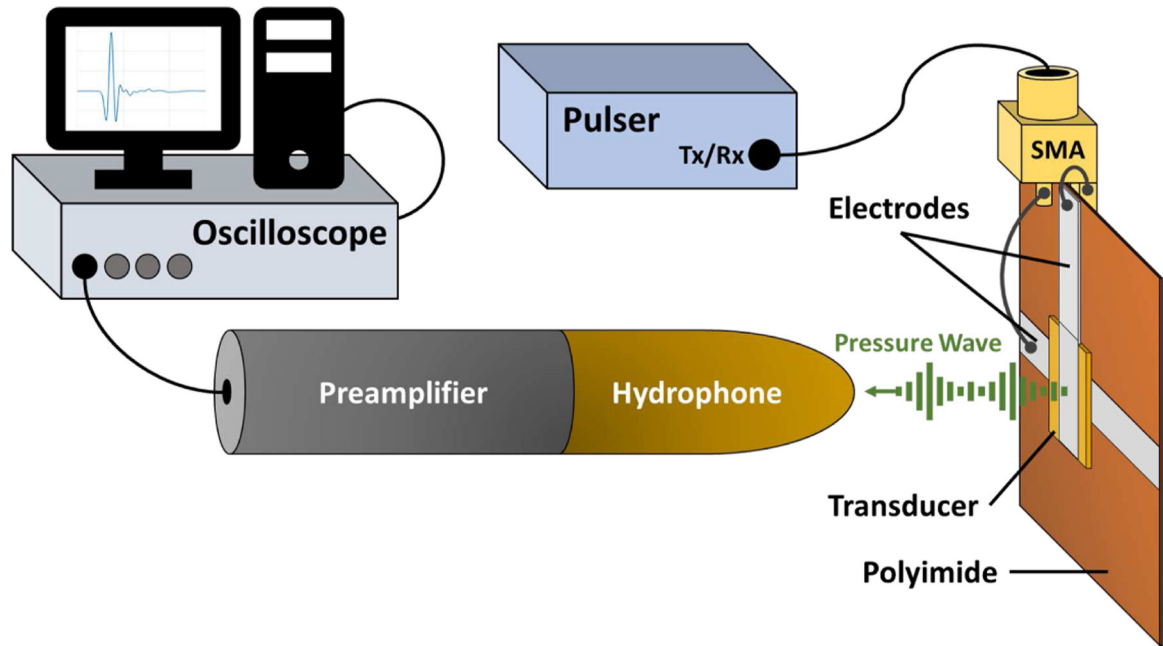 Pulser
Tx/Rx
SMA
Electrodes
Oscilloscope
Pressure Wave
Preamplifier
Hydrophone
Transducer
Polyimide